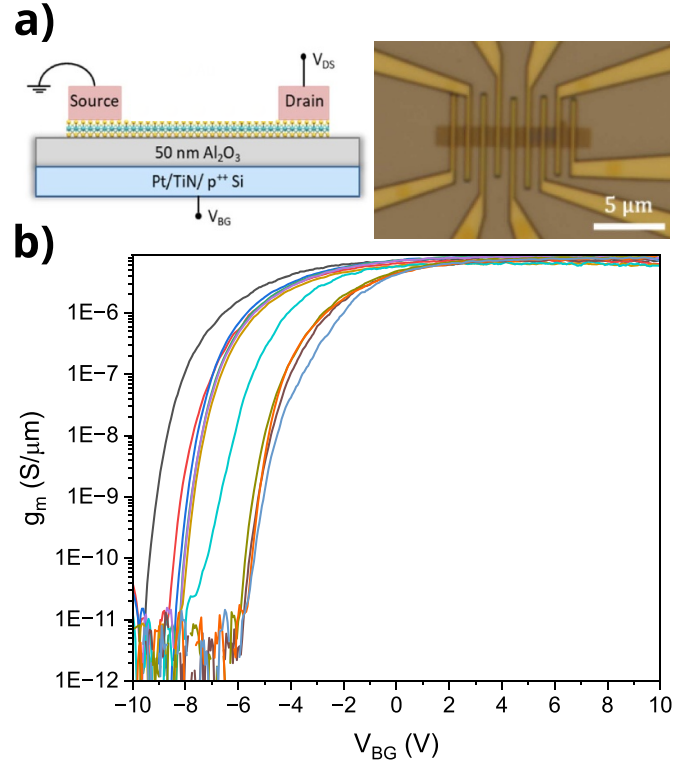 a)
V_DS
Source
Drain
50 nm Al₂O₃
Pt/TiN/ p⁺⁺ Si
V_BG
5 μm
b)
g_m (S/μm)
1E−6
1E−7
1E−8
1E−9
1E−10
1E−11
1E−12
−10 −8 −6 −4 −2 0 2 4 6 8 10
V_BG (V)